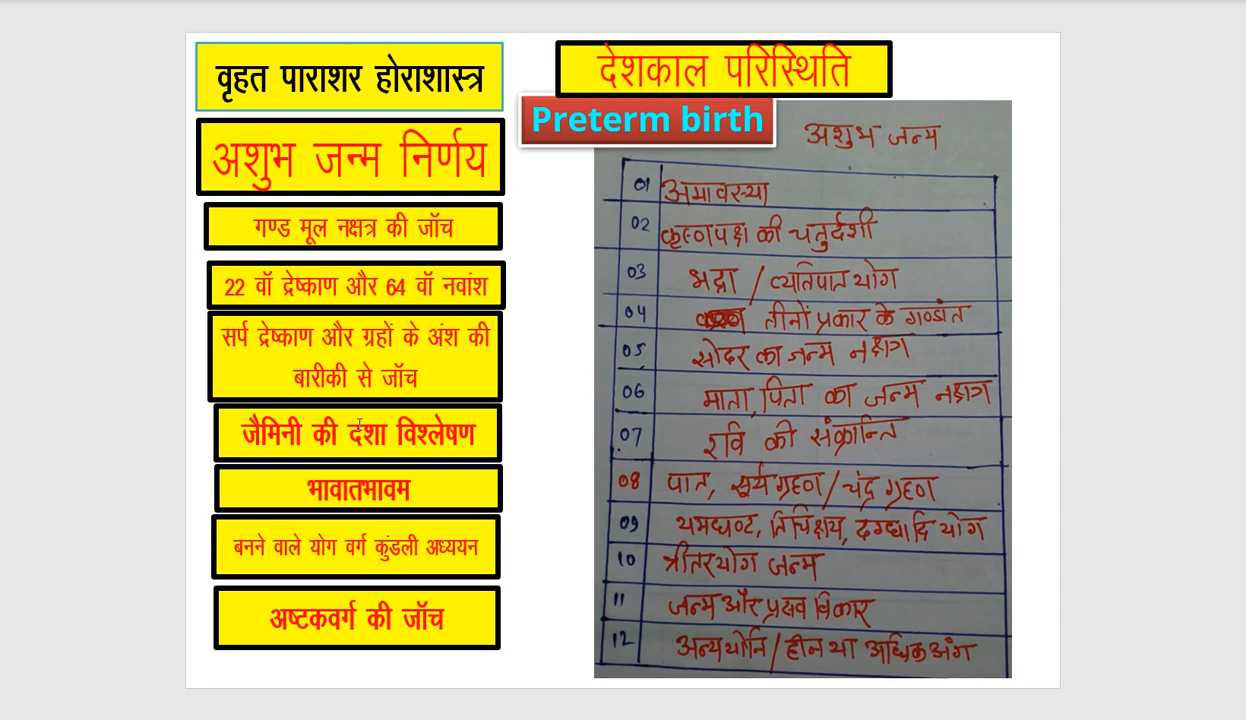 वृहत पाराशर होराशास्त्र
अशुभ जन्म निर्णय
गण्ड मूल नक्षत्र की जॉच
22 वॉ द्रेष्काण और 64 वॉ नवांश
सर्प द्रेष्काण और ग्रहों के अंश की
बारीकी से जॉच
जैमिनी की दशा विश्लेषण
भावातभावम
बनने वाले योग वर्ग कुंडली अध्ययन
अष्टकवर्ग की जॉच
देशकाल परिस्थिति
Preterm birth
अशुभ जन्म
01 अमावस्या
02 कृष्णपक्ष की चतुर्दशी
03 भद्रा / व्यतिपात योग
04 तीनों प्रकार के गण्डांत
05 सोदर का जन्म नक्षत्र
06 माता, पिता का जन्म नक्षत्र
07 रवि की संक्रान्ति
08 पात, सूर्यग्रहण / चंद्र ग्रहण
09 यमघण्ट, तिथिक्षय, दग्धादि योग
10 त्रीतरयोग जन्म
11 जन्म और प्रसव विकार
12 अन्ययोनि / हीन या अधिक अंग